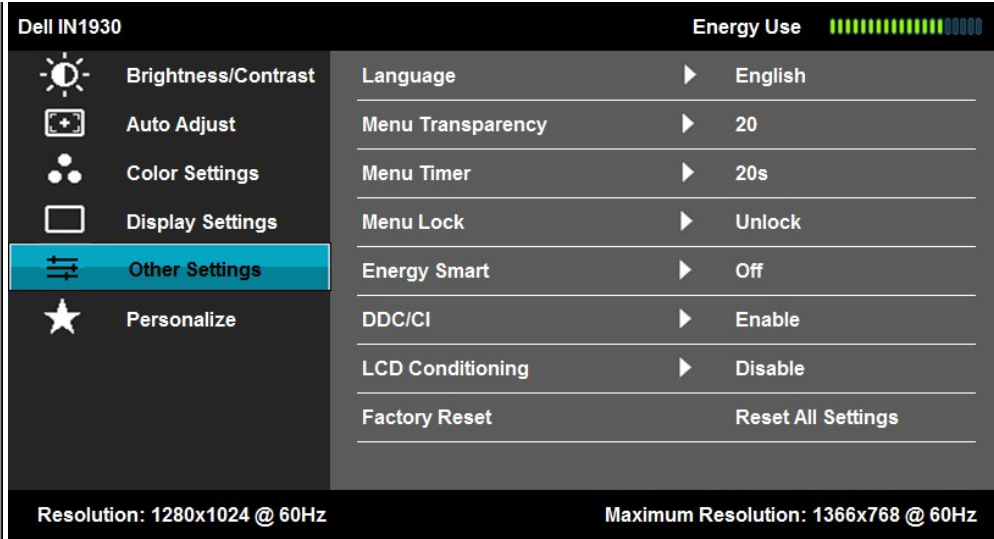 Dell IN1930 Energy Use
Brightness/Contrast Language English
Auto Adjust Menu Transparency 20
Color Settings Menu Timer 20s
Display Settings Menu Lock Unlock
Other Settings Energy Smart Off
Personalize DDC/CI Enable
LCD Conditioning Disable
Factory Reset Reset All Settings
Resolution: 1280x1024 @ 60Hz Maximum Resolution: 1366x768 @ 60Hz